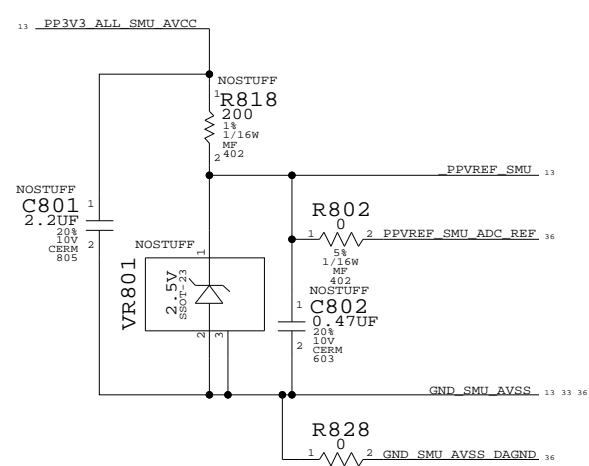 13 PP3V3_ALL_SMU_AVCC
NOSTUFF
1
R818
200
1%
1/16W
MF
402
2
_PPVREF_SMU 13
NOSTUFF
C801
2.2UF
20%
10V
CERM
805
1
2
R802
0
1 2 PPVREF_SMU_ADC_REF 36
5%
1/16W
MF
402
NOSTUFF
1
VR801
2.5V
SSOT-23
2
3
NOSTUFF
C802
0.47UF
20%
10V
CERM
603
1
2
GND_SMU_AVSS 13 33 36
R828
0
1 2 GND_SMU_AVSS_DAGND 36